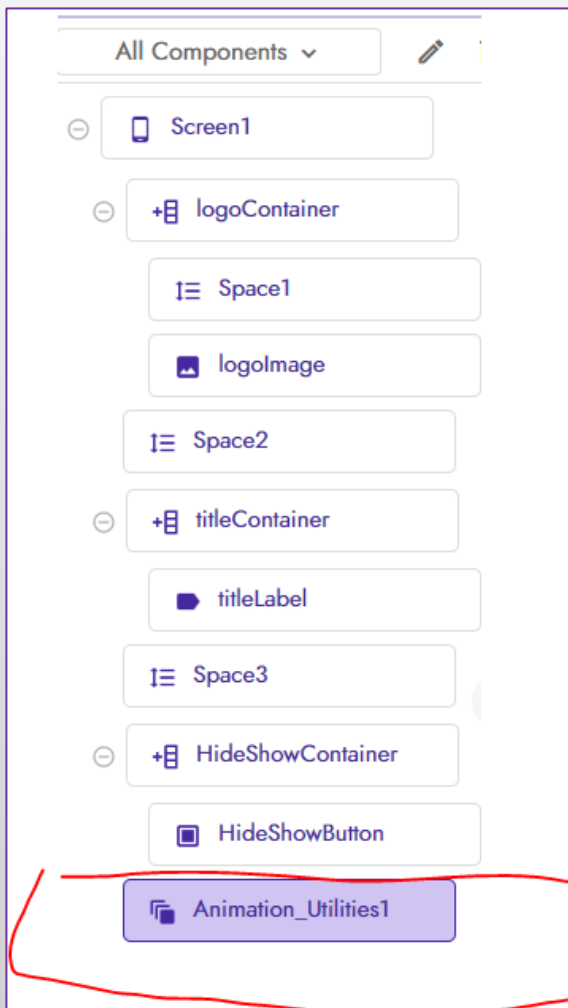 All Components
Screen1
logoContainer
Space1
logoImage
Space2
titleContainer
titleLabel
Space3
HideShowContainer
HideShowButton
Animation_Utilities1